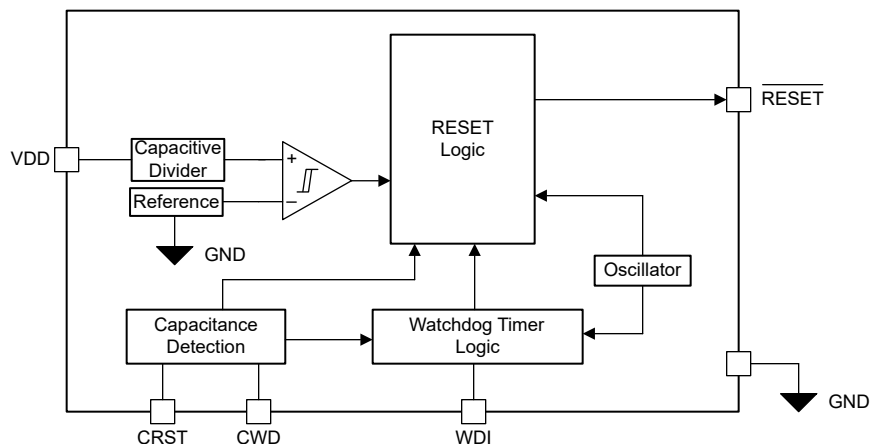 RESET
RESET
Logic
VDD
Capacitive
Divider
+
Reference
−
GND
Oscillator
Capacitance
Detection
Watchdog Timer
Logic
GND
CRST
CWD
WDI